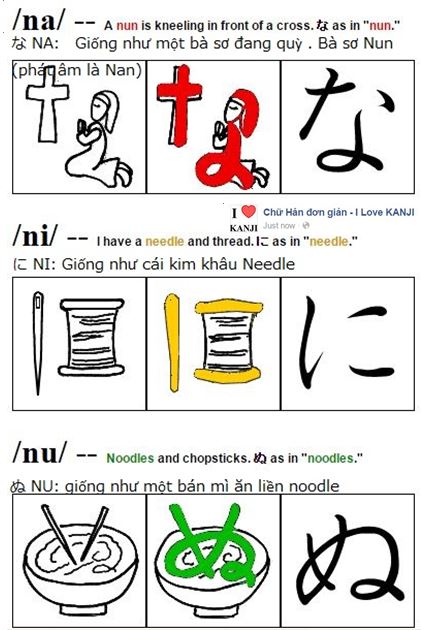 /na/ -- A nun is kneeling in front of a cross. な as in "nun."
な NA: Giống như một bà sơ đang quỳ . Bà sơ Nun
(phát âm là Nan)
な
I ❤ KANJI
Chữ Hán đơn giản - I Love KANJI
Just now
/ni/ -- I have a needle and thread. に as in "needle."
に NI: Giống như cái kim khâu Needle
に
/nu/ -- Noodles and chopsticks. ぬ as in "noodles."
ぬ NU: giống như một bán mì ăn liền noodle
ぬ ぬ